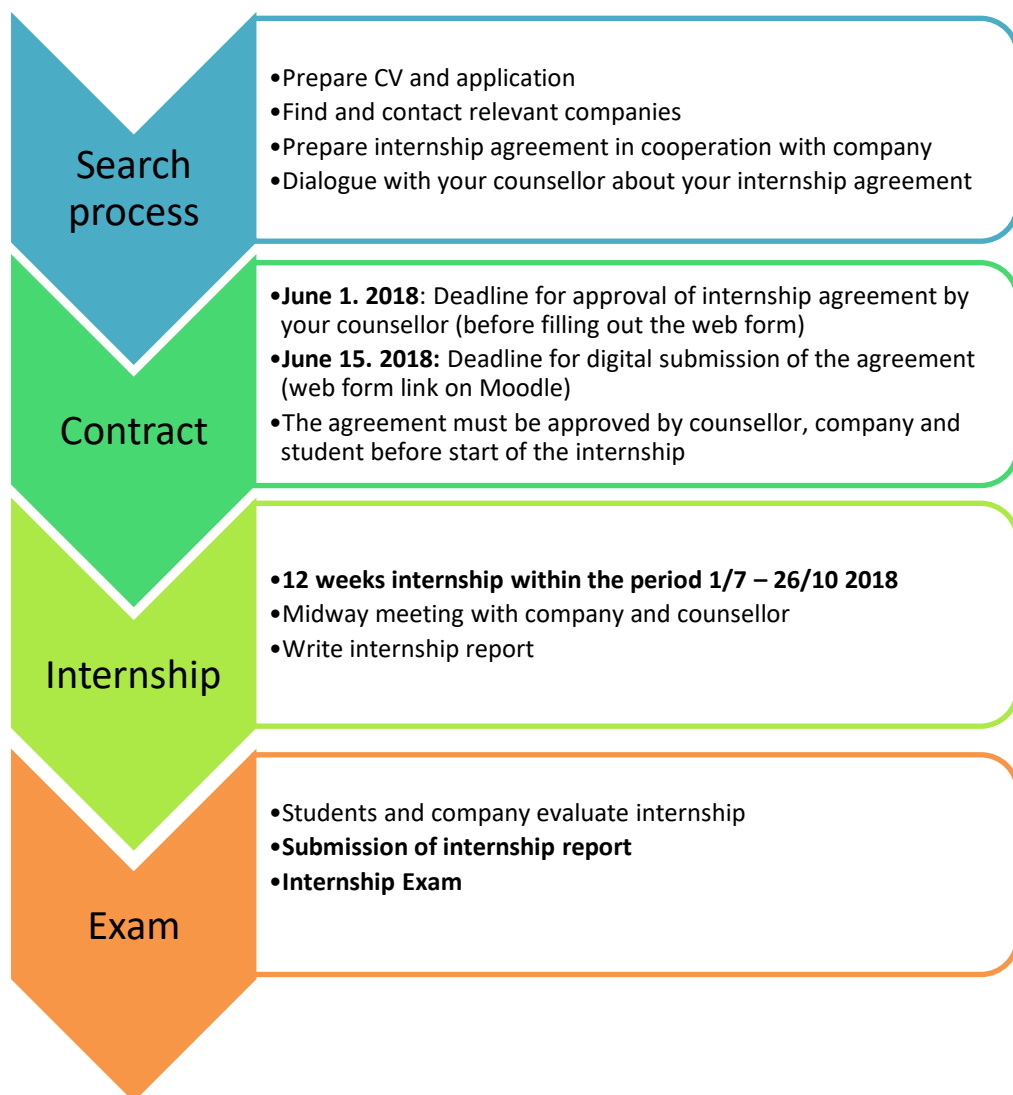 Search
process
•Prepare CV and application
•Find and contact relevant companies
•Prepare internship agreement in cooperation with company
•Dialogue with your counsellor about your internship agreement
Contract
•June 1. 2018: Deadline for approval of internship agreement by
your counsellor (before filling out the web form)
•June 15. 2018: Deadline for digital submission of the agreement
(web form link on Moodle)
•The agreement must be approved by counsellor, company and
student before start of the internship
Internship
•12 weeks internship within the period 1/7 – 26/10 2018
•Midway meeting with company and counsellor
•Write internship report
Exam
•Students and company evaluate internship
•Submission of internship report
•Internship Exam